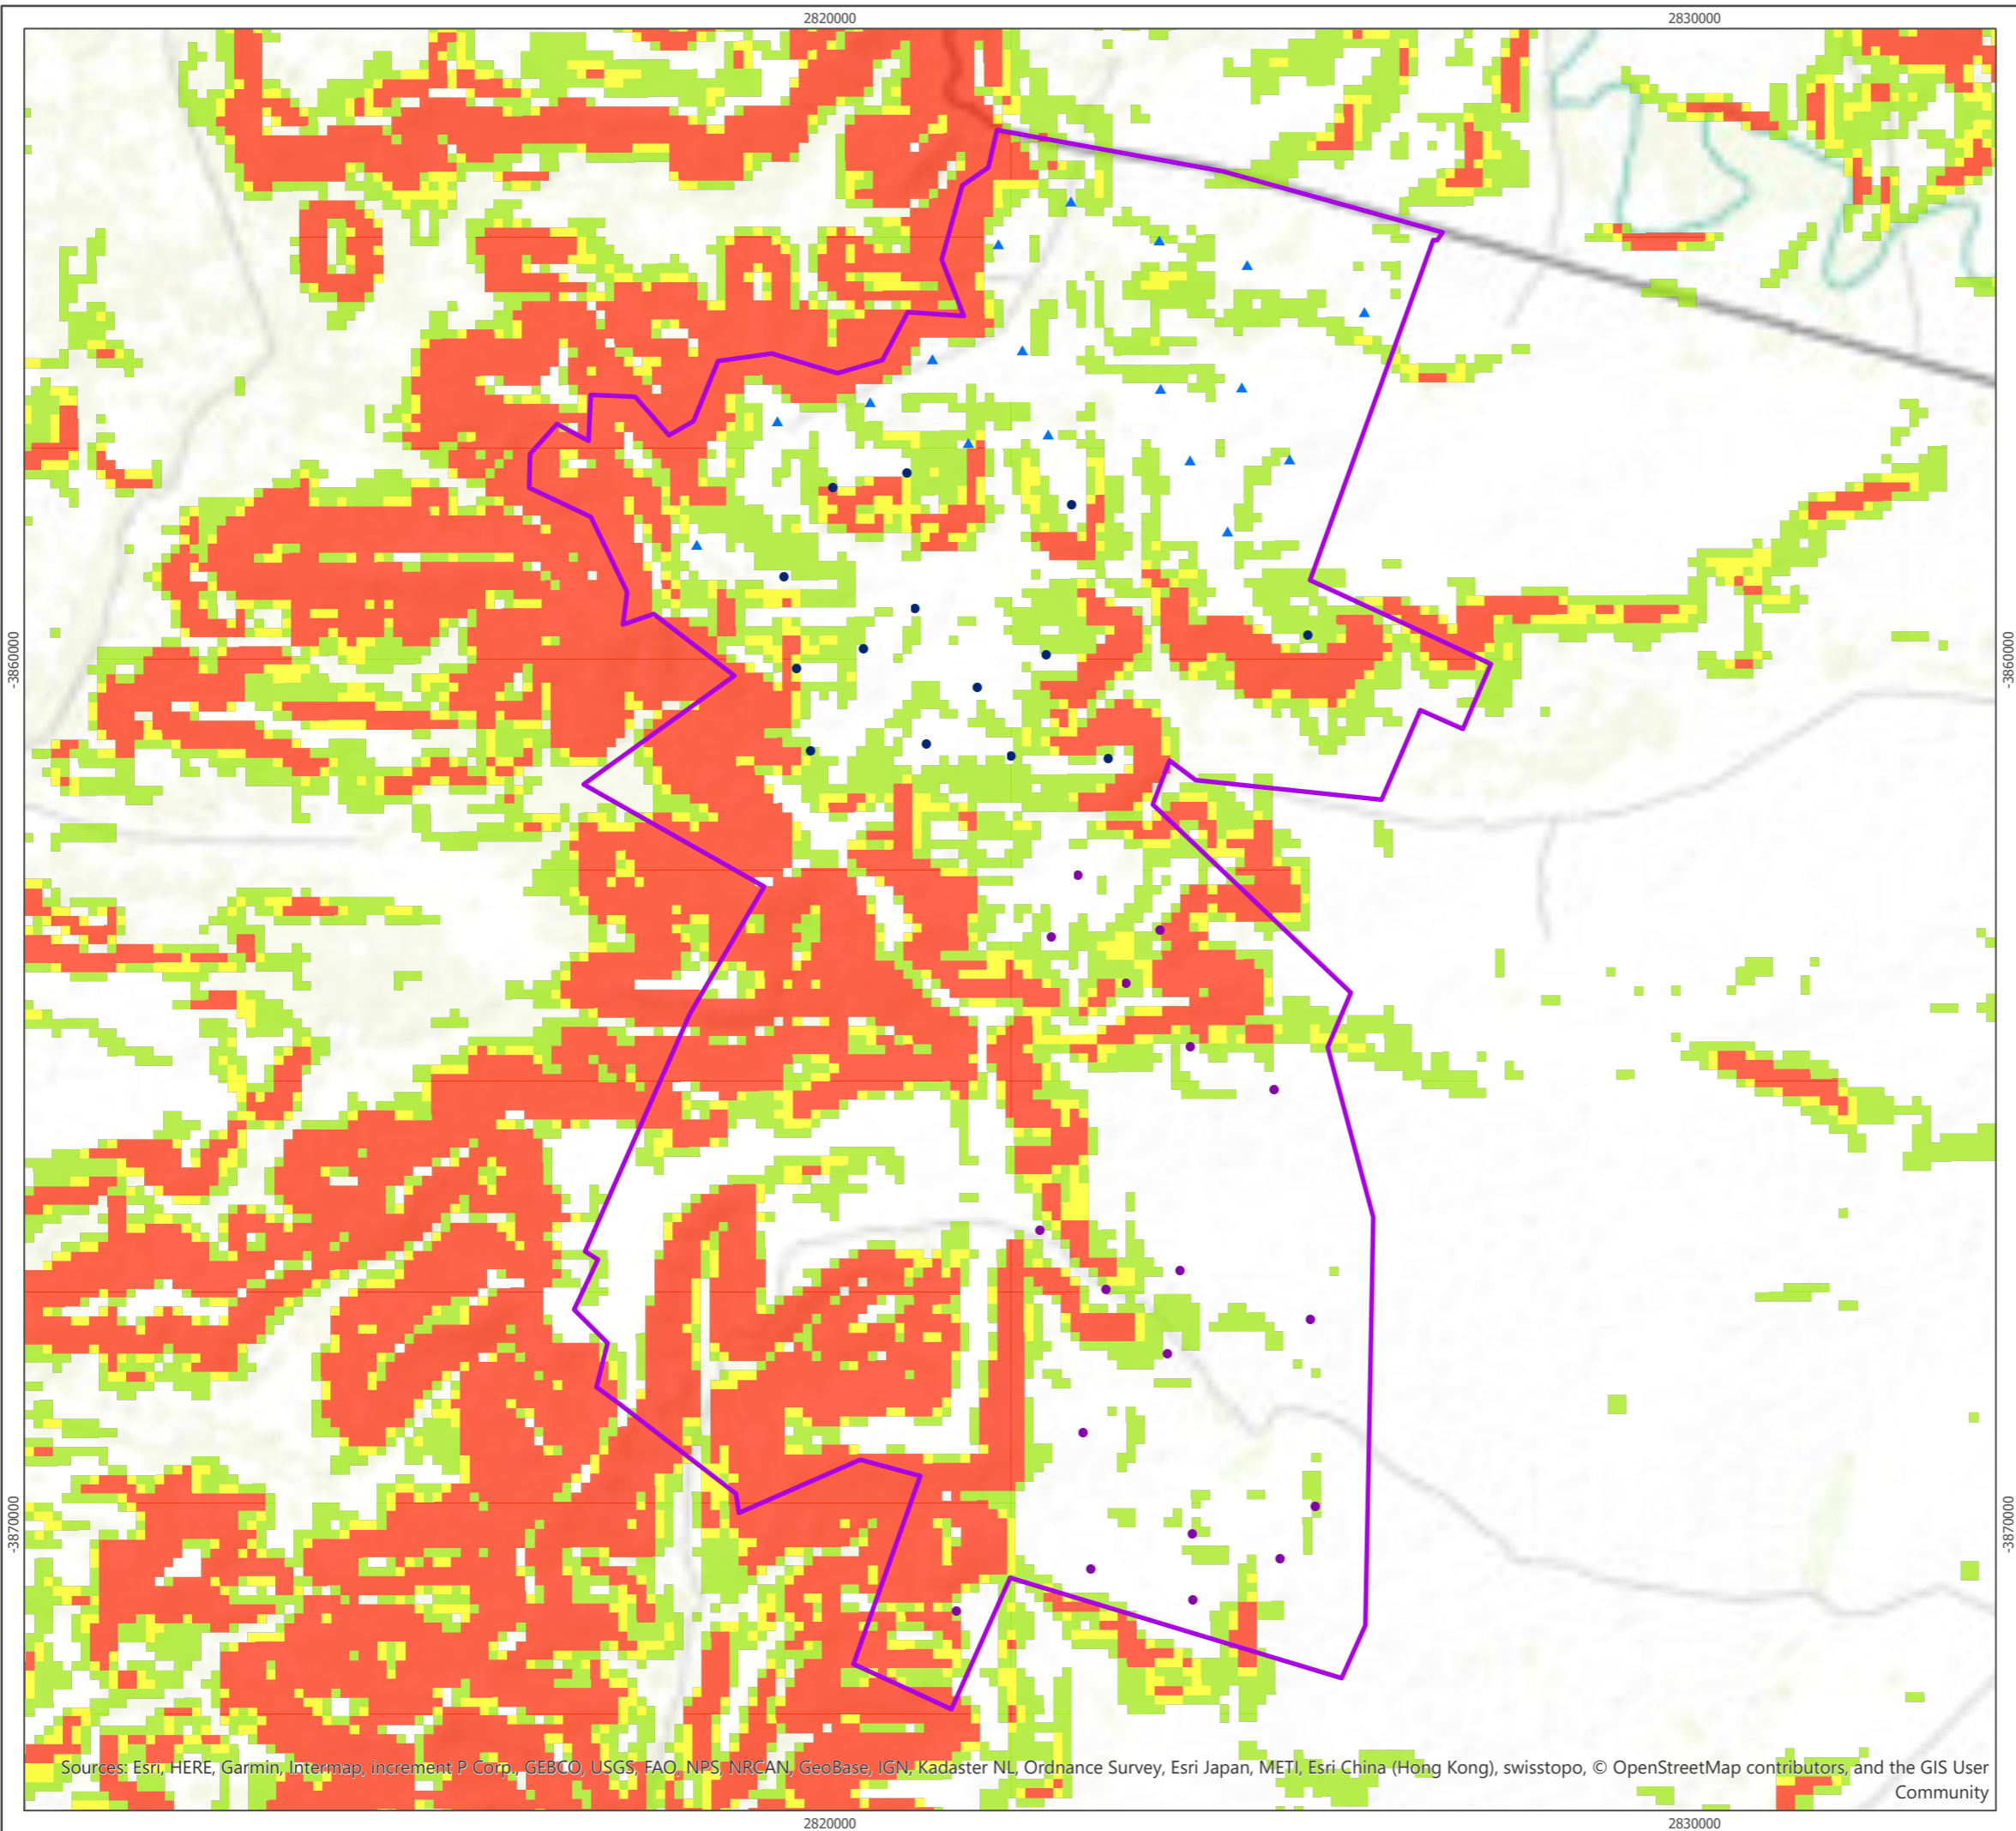 2820000 2830000
-3860000 -3860000
-3870000 -3870000
Sources: Esri, HERE, Garmin, Intermap, increment P Corp., GEBCO, USGS, FAO, NPS, NRCAN, GeoBase, IGN, Kadaster NL, Ordnance Survey, Esri Japan, METI, Esri China (Hong Kong), swisstopo, © OpenStreetMap contributors, and the GIS User
Community
2820000 2830000